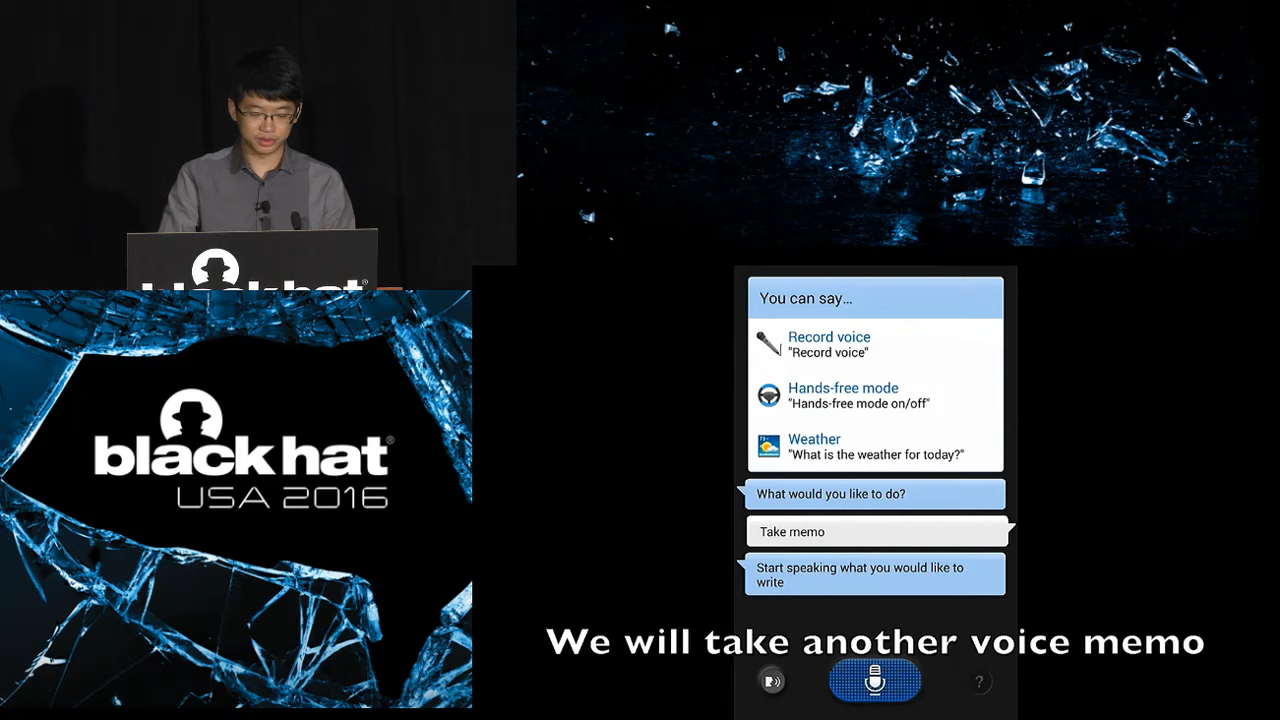 black hat®
black hat®
USA 2016
You can say...
Record voice
"Record voice"
Hands-free mode
"Hands-free mode on/off"
Weather
"What is the weather for today?"
What would you like to do?
Take memo
Start speaking what you would like to
write
We will take another voice memo
?